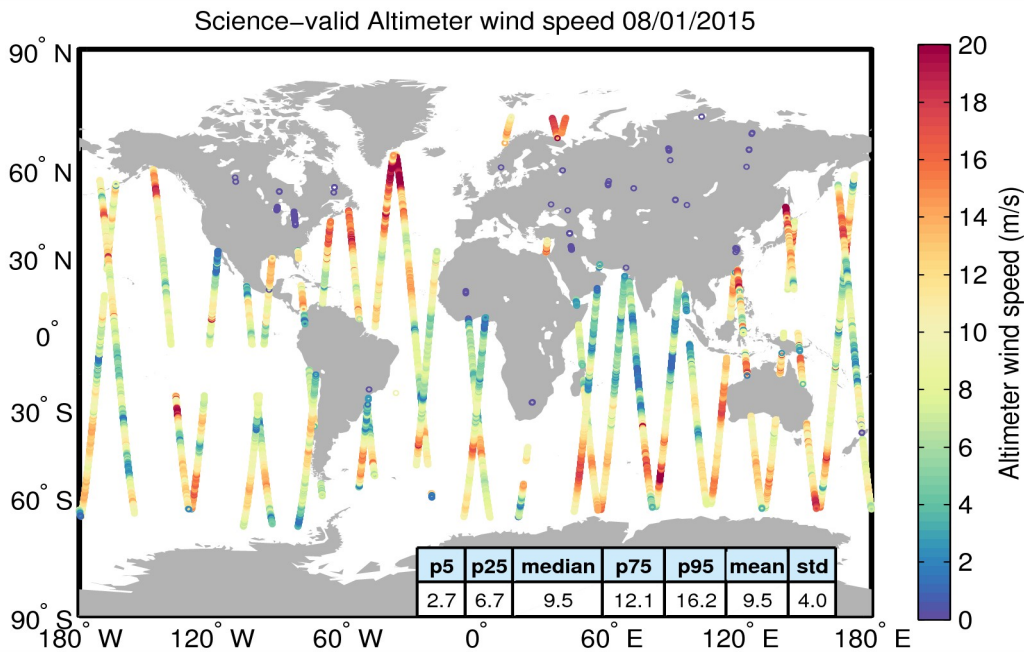 Science−valid Altimeter wind speed 08/01/2015
90° N
60° N
30° N
0°
30° S
60° S
90° S
180° W
120° W
60° W
0°
60° E
120° E
180° E
p5 p25 median p75 p95 mean std
2.7 6.7 9.5 12.1 16.2 9.5 4.0
20
18
16
14
12
10
8
6
4
2
0
Altimeter wind speed (m/s)